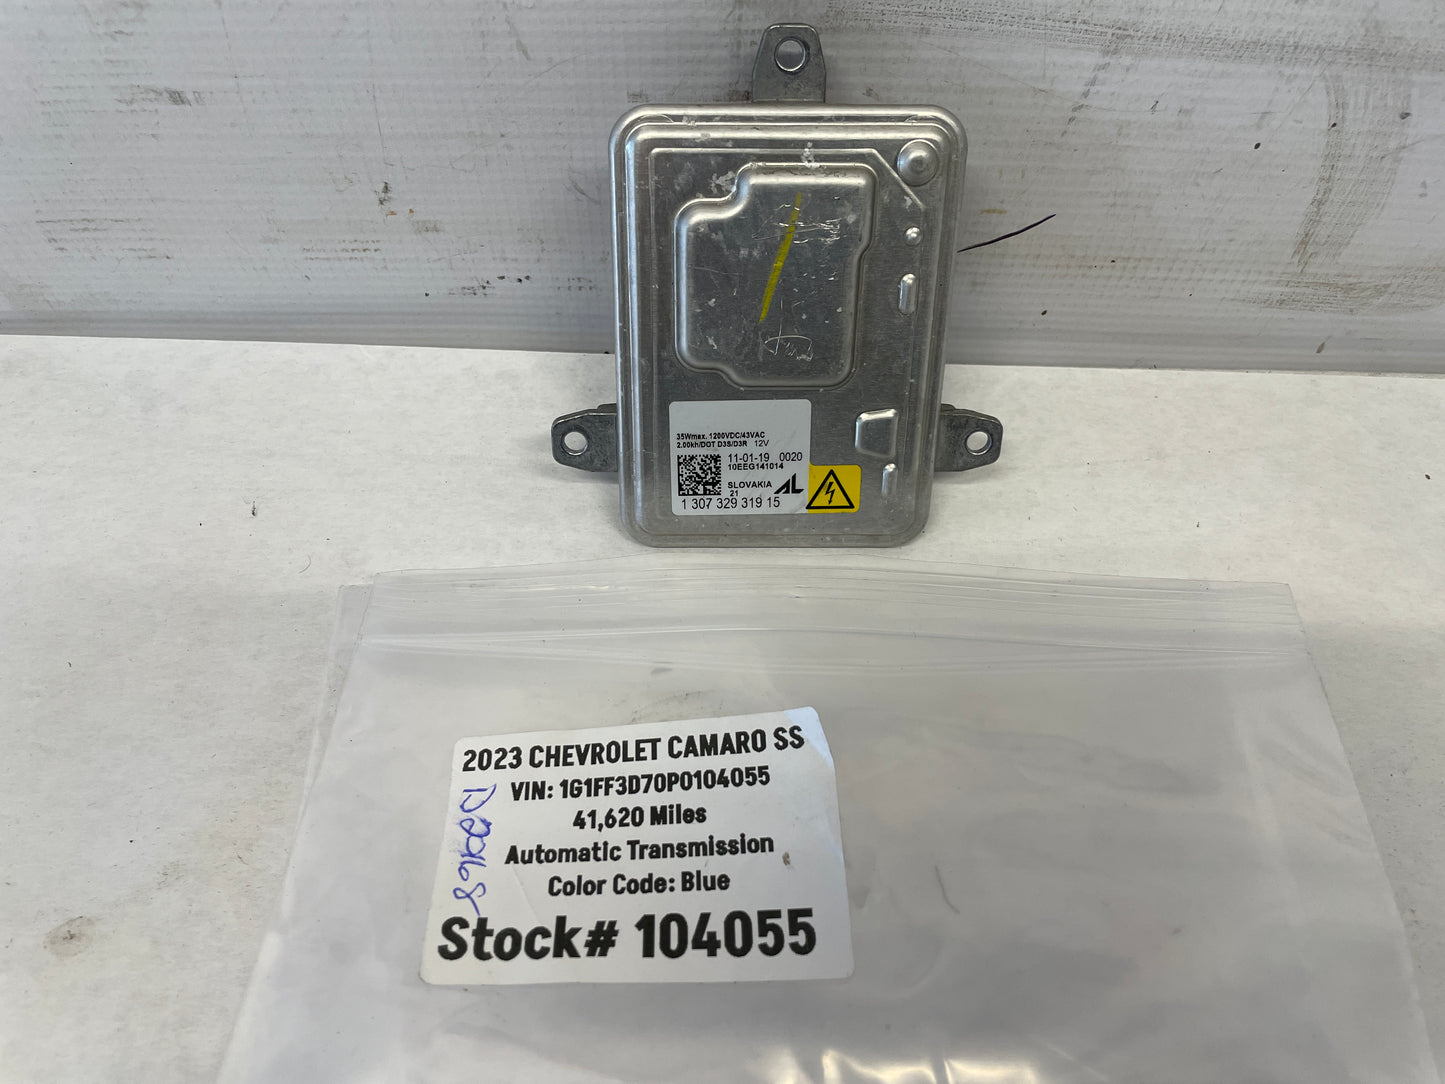 35Wmax. 1200VDC/43VAC
2.00kh/DOT D3S/D3R 12V
11-01-19 0020
10EEG141014
SLOVAKIA AL
21
1 307 329 319 15
2023 CHEVROLET CAMARO SS
VIN: 1G1FF3D70P0104055
41,620 Miles
Automatic Transmission
Color Code: Blue
Stock# 104055